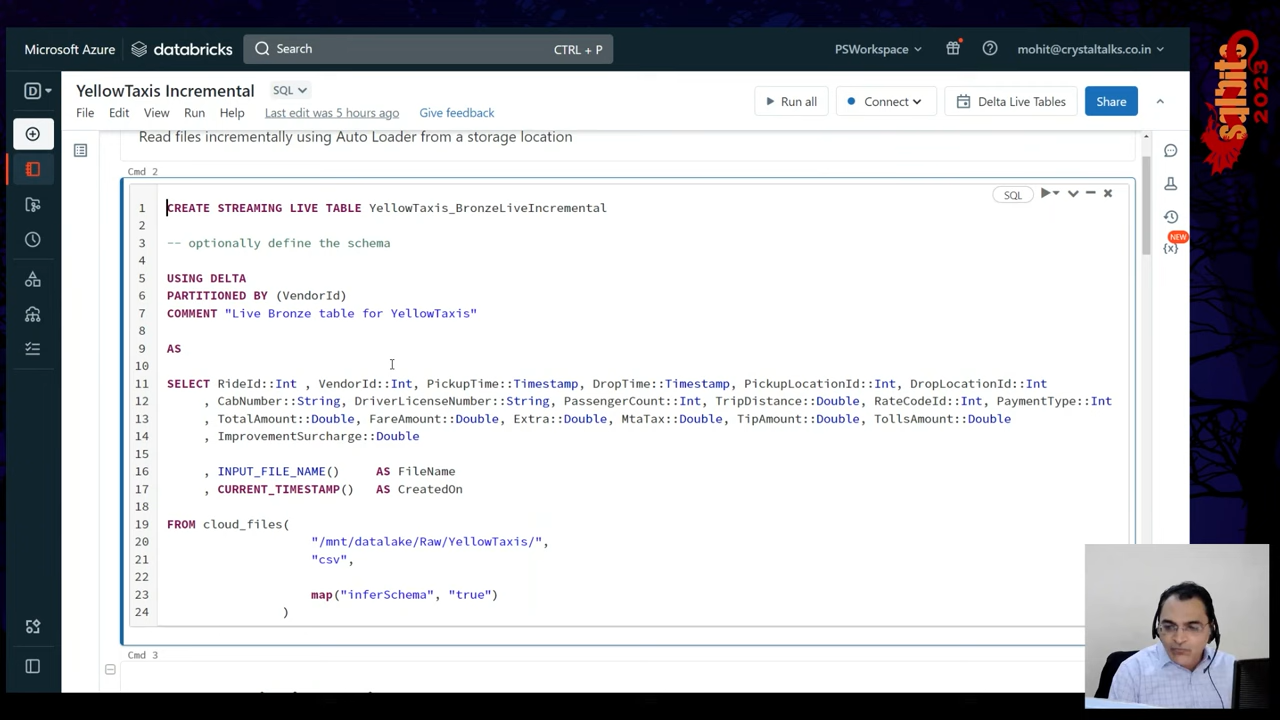 Microsoft Azure
databricks
Search
CTRL + P
PSWorkspace
mohit@crystaltalks.co.in
sqlbits
2023
D
YellowTaxis Incremental
SQL
File
Edit
View
Run
Help
Last edit was 5 hours ago
Give feedback
Run all
Connect
Delta Live Tables
Share
Read files incrementally using Auto Loader from a storage location
Cmd 2
SQL
NEW
{x}
1 CREATE STREAMING LIVE TABLE YellowTaxis_BronzeLiveIncremental
2
3 -- optionally define the schema
4
5 USING DELTA
6 PARTITIONED BY (VendorId)
7 COMMENT "Live Bronze table for YellowTaxis"
8
9 AS
10
11 SELECT RideId::Int , VendorId::Int, PickupTime::Timestamp, DropTime::Timestamp, PickupLocationId::Int, DropLocationId::Int
12 , CabNumber::String, DriverLicenseNumber::String, PassengerCount::Int, TripDistance::Double, RateCodeId::Int, PaymentType::Int
13 , TotalAmount::Double, FareAmount::Double, Extra::Double, MtaTax::Double, TipAmount::Double, TollsAmount::Double
14 , ImprovementSurcharge::Double
15
16 , INPUT_FILE_NAME() AS FileName
17 , CURRENT_TIMESTAMP() AS CreatedOn
18
19 FROM cloud_files(
20 "/mnt/datalake/Raw/YellowTaxis/",
21 "csv",
22
23 map("inferSchema", "true")
24 )
Cmd 3